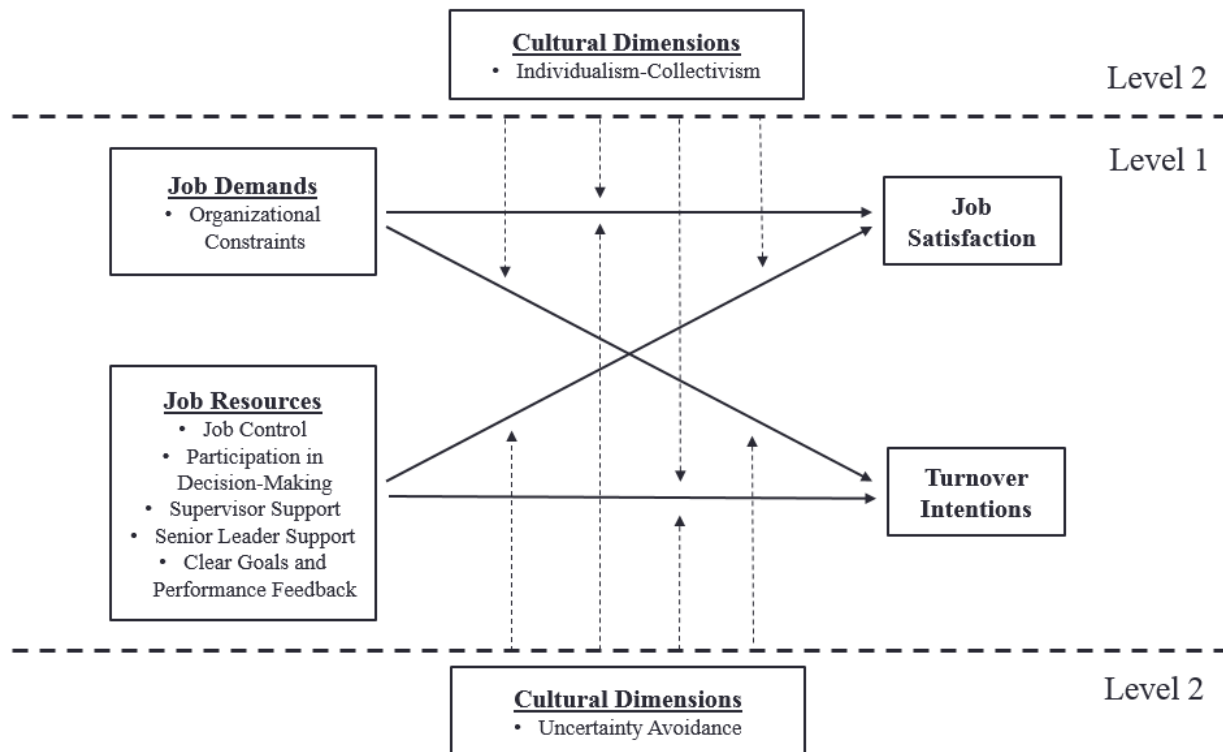 Cultural Dimensions
• Individualism-Collectivism
Level 2
Level 1
Job Demands
• Organizational
Constraints
Job
Satisfaction
Job Resources
• Job Control
• Participation in
Decision-Making
• Supervisor Support
• Senior Leader Support
• Clear Goals and
Performance Feedback
Turnover
Intentions
Cultural Dimensions
• Uncertainty Avoidance
Level 2